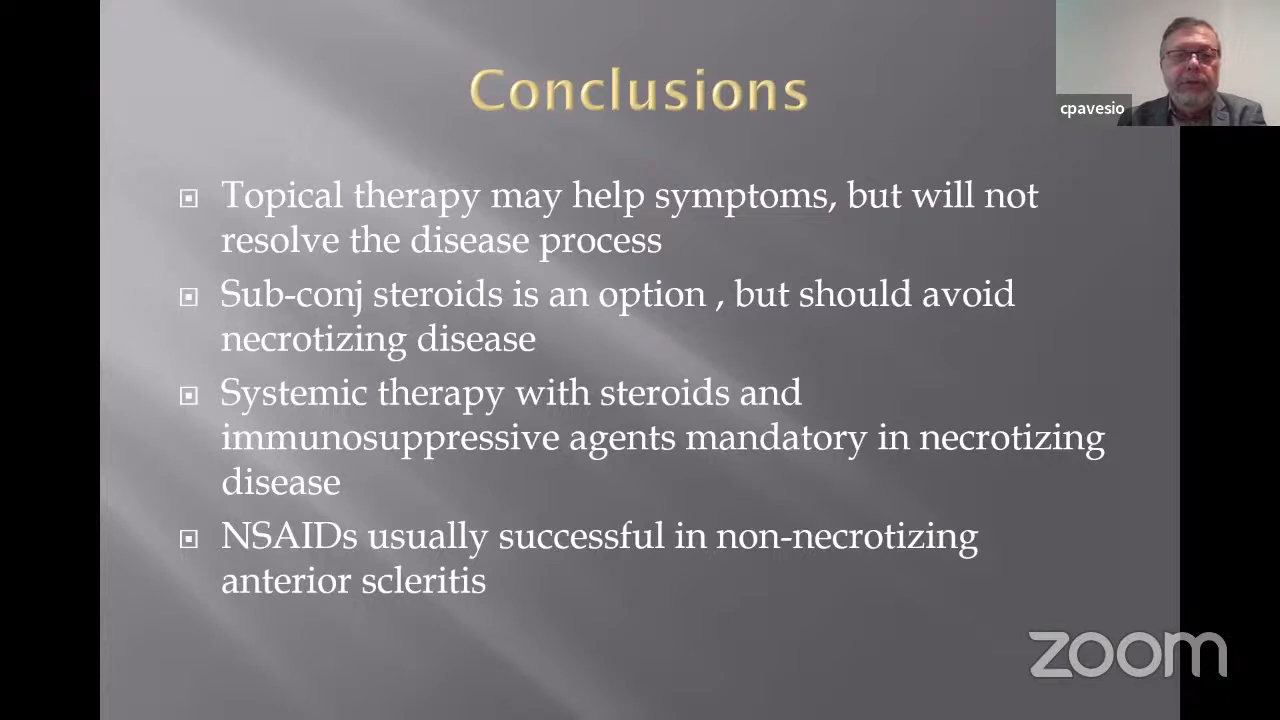 Conclusions
cpavesio
Topical therapy may help symptoms, but will not
resolve the disease process
Sub-conj steroids is an option , but should avoid
necrotizing disease
Systemic therapy with steroids and
immunosuppressive agents mandatory in necrotizing
disease
NSAIDs usually successful in non-necrotizing
anterior scleritis
zoom